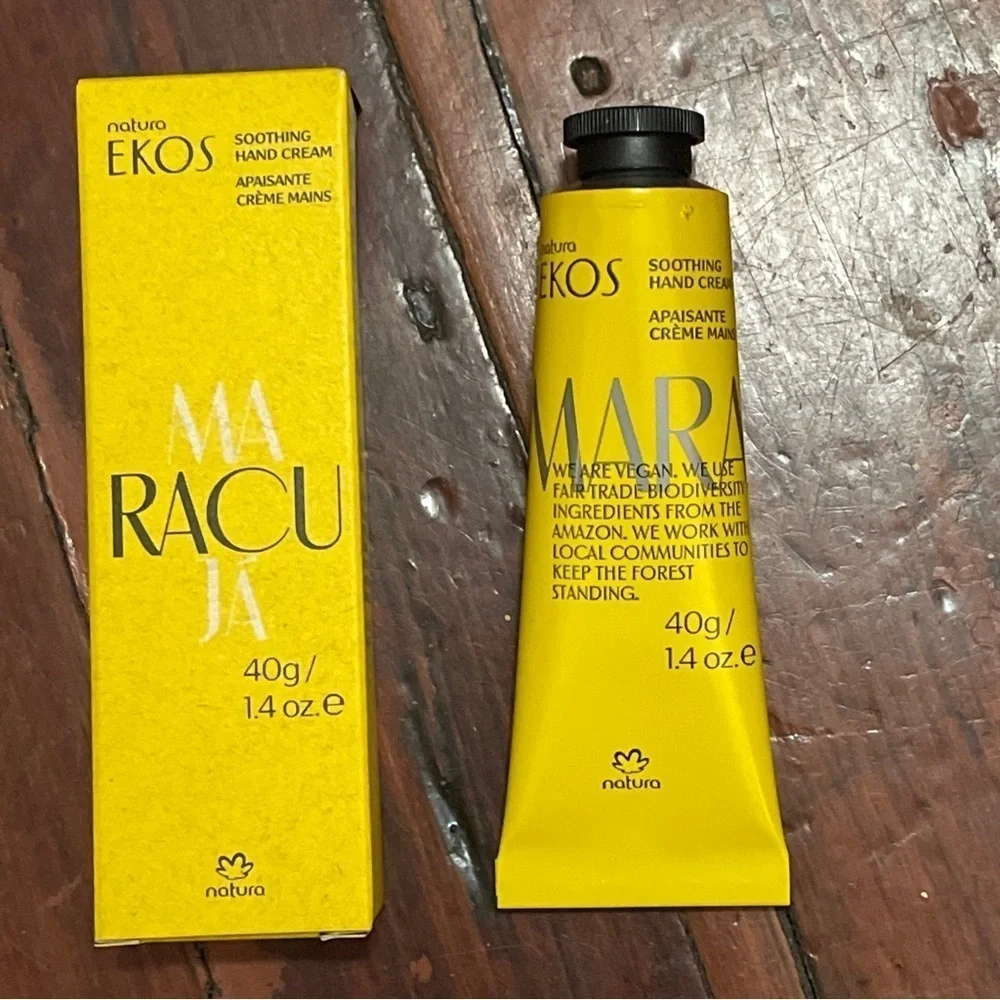 natura
EKOS
SOOTHING
HAND CREAM
APAISANTE
CRÈME MAINS
MA
RACU
JÁ
40g/
1.4 oz.e
natura
natura
EKOS
SOOTHING
HAND CREAM
APAISANTE
CRÈME MAINS
MARA
WE ARE VEGAN. WE USE
FAIR TRADE BIODIVERSITY
INGREDIENTS FROM THE
AMAZON. WE WORK WITH
LOCAL COMMUNITIES TO
KEEP THE FOREST
STANDING.
40g/
1.4 oz.e
natura